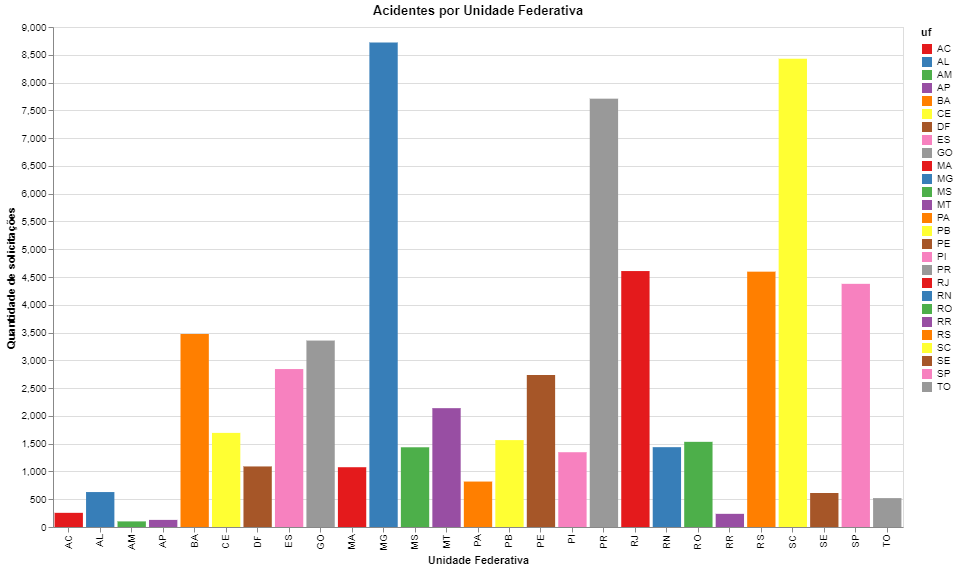 Acidentes por Unidade Federativa
9,000
8,500
8,000
7,500
7,000
6,500
6,000
5,500
5,000
4,500
4,000
3,500
3,000
2,500
2,000
1,500
1,000
500
0
Quantidade de solicitações
AC
AL
AM
AP
BA
CE
DF
ES
GO
MA
MG
MS
MT
PA
PB
PE
PI
PR
RJ
RN
RO
RR
RS
SC
SE
SP
TO
Unidade Federativa
uf
AC
AL
AM
AP
BA
CE
DF
ES
GO
MA
MG
MS
MT
PA
PB
PE
PI
PR
RJ
RN
RO
RR
RS
SC
SE
SP
TO